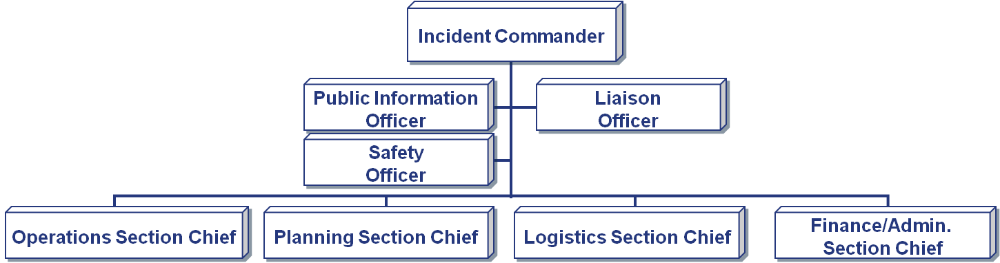 Incident Commander
Public Information
Officer
Liaison
Officer
Safety
Officer
Operations Section Chief
Planning Section Chief
Logistics Section Chief
Finance/Admin.
Section Chief